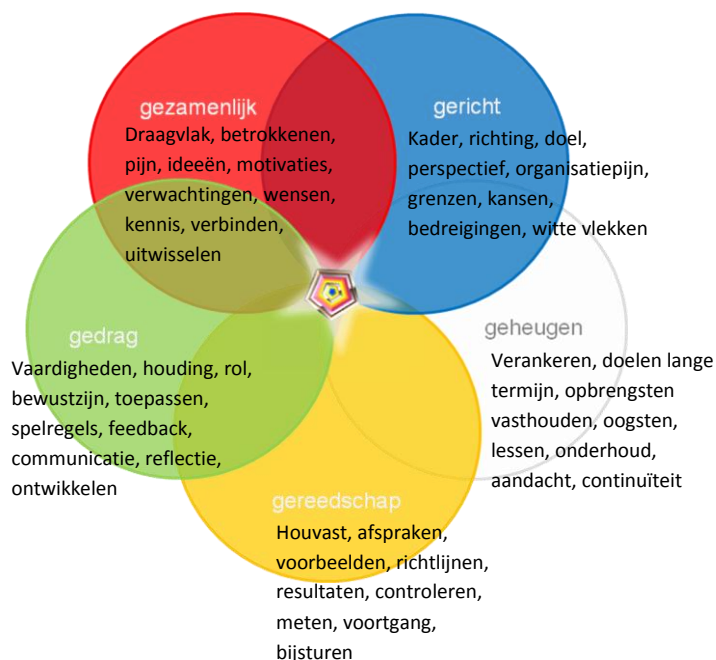 gezamenlijk
Draagvlak, betrokkenen,
pijn, ideeën, motivaties,
verwachtingen, wensen,
kennis, verbinden,
uitwisselen
gericht
Kader, richting, doel,
perspectief, organisatiepijn,
grenzen, kansen,
bedreigingen, witte vlekken
gedrag
Vaardigheden, houding, rol,
bewustzijn, toepassen,
spelregels, feedback,
communicatie, reflectie,
ontwikkelen
geheugen
Verankeren, doelen lange
termijn, opbrengsten
vasthouden, oogsten,
lessen, onderhoud,
aandacht, continuïteit
gereedschap
Houvast, afspraken,
voorbeelden, richtlijnen,
resultaten, controleren,
meten, voortgang,
bijsturen